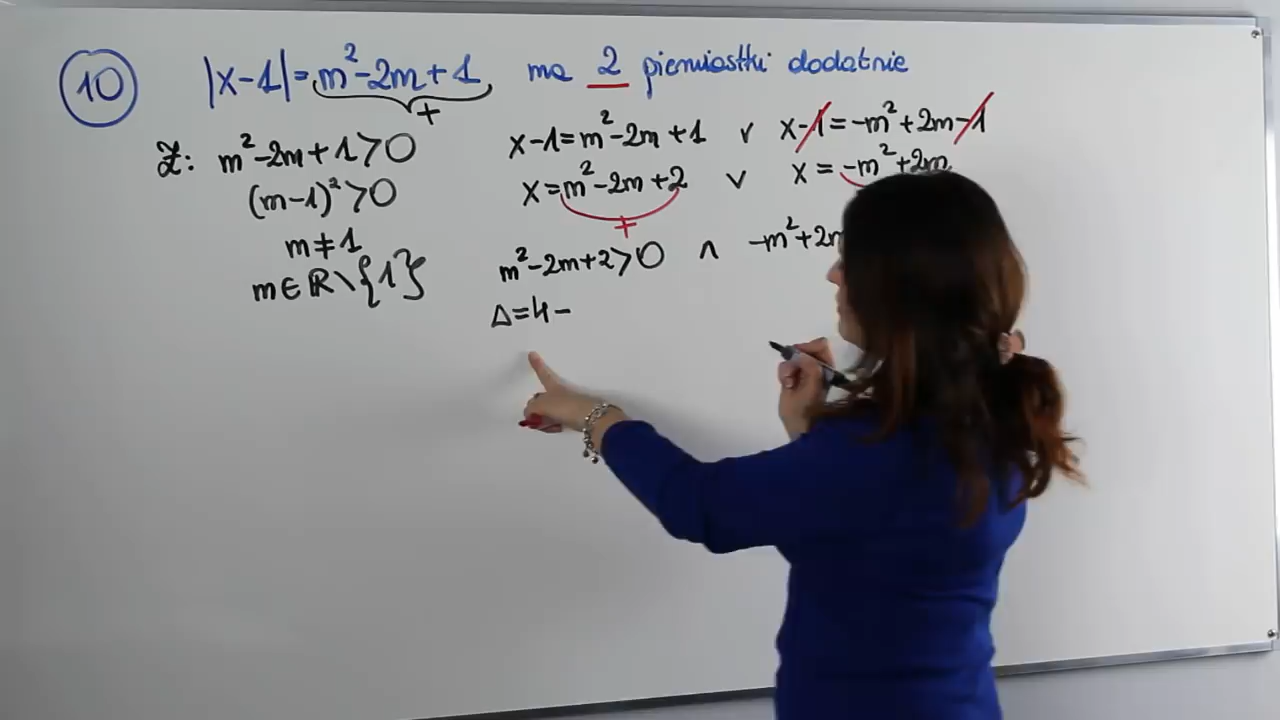 10 |x-1|=m²-2m+1 ma 2 pierwiastki dodatnie
+
Z: m²-2m+1>0
(m-1)²>0
m≠1
m∈ℝ\{1}
x-1=m²-2m+1 ∨ x-1=-m²+2m-1
x=m²-2m+2 ∨ x=-m²+2m
+
m²-2m+2>0 ∧ -m²+2m
Δ=4-